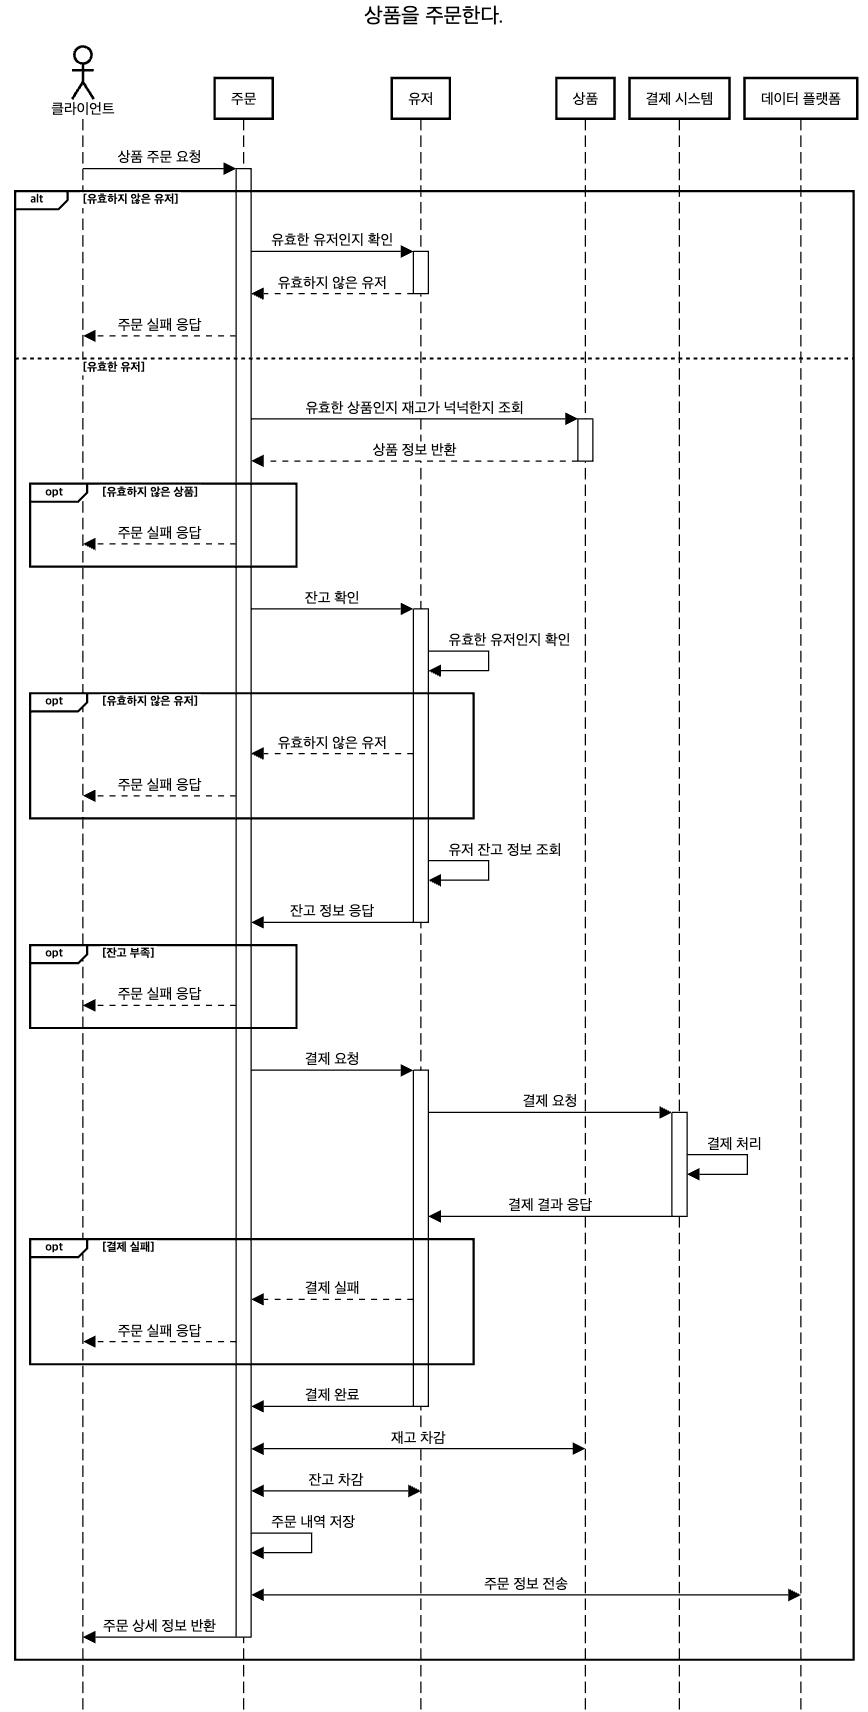 상품을 주문한다.
클라이언트
주문
유저
상품
결제 시스템
데이터 플랫폼
상품 주문 요청
alt
[유효하지 않은 유저]
유효한 유저인지 확인
유효하지 않은 유저
주문 실패 응답
[유효한 유저]
유효한 상품인지 재고가 넉넉한지 조회
상품 정보 반환
opt
[유효하지 않은 상품]
주문 실패 응답
잔고 확인
유효한 유저인지 확인
opt
[유효하지 않은 유저]
유효하지 않은 유저
주문 실패 응답
유저 잔고 정보 조회
잔고 정보 응답
opt
[잔고 부족]
주문 실패 응답
결제 요청
결제 요청
결제 처리
결제 결과 응답
opt
[결제 실패]
결제 실패
주문 실패 응답
결제 완료
재고 차감
잔고 차감
주문 내역 저장
주문 정보 전송
주문 상세 정보 반환